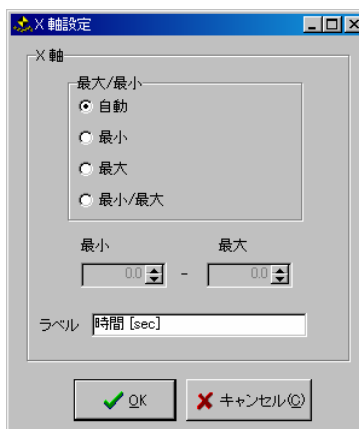 X 軸設定
X 軸
最大/最小
自動
最小
最大
最小/最大
最小 最大
0.0 - 0.0
ラベル 時間 [sec]
OK キャンセル(C)